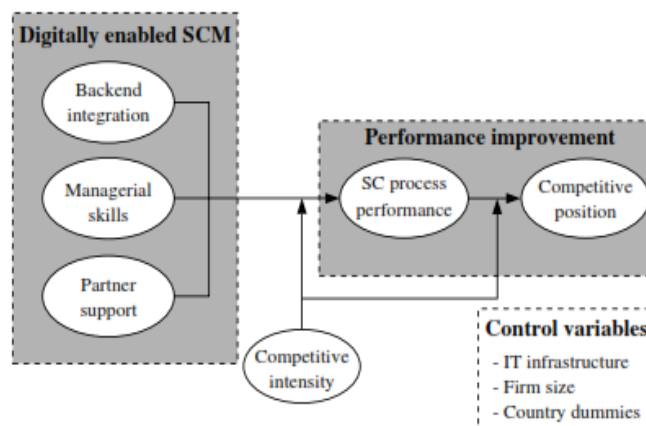 Digitally enabled SCM
Backend
integration
Managerial
skills
Partner
support
Performance improvement
SC process
performance
Competitive
position
Competitive
intensity
Control variables
- IT infrastructure
- Firm size
- Country dummies